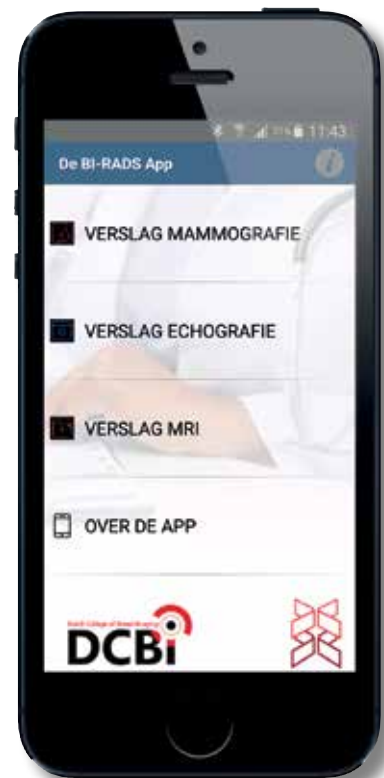 11:43
De BI-RADS App
VERSLAG MAMMOGRAFIE
VERSLAG ECHOGRAFIE
VERSLAG MRI
OVER DE APP
DCBi